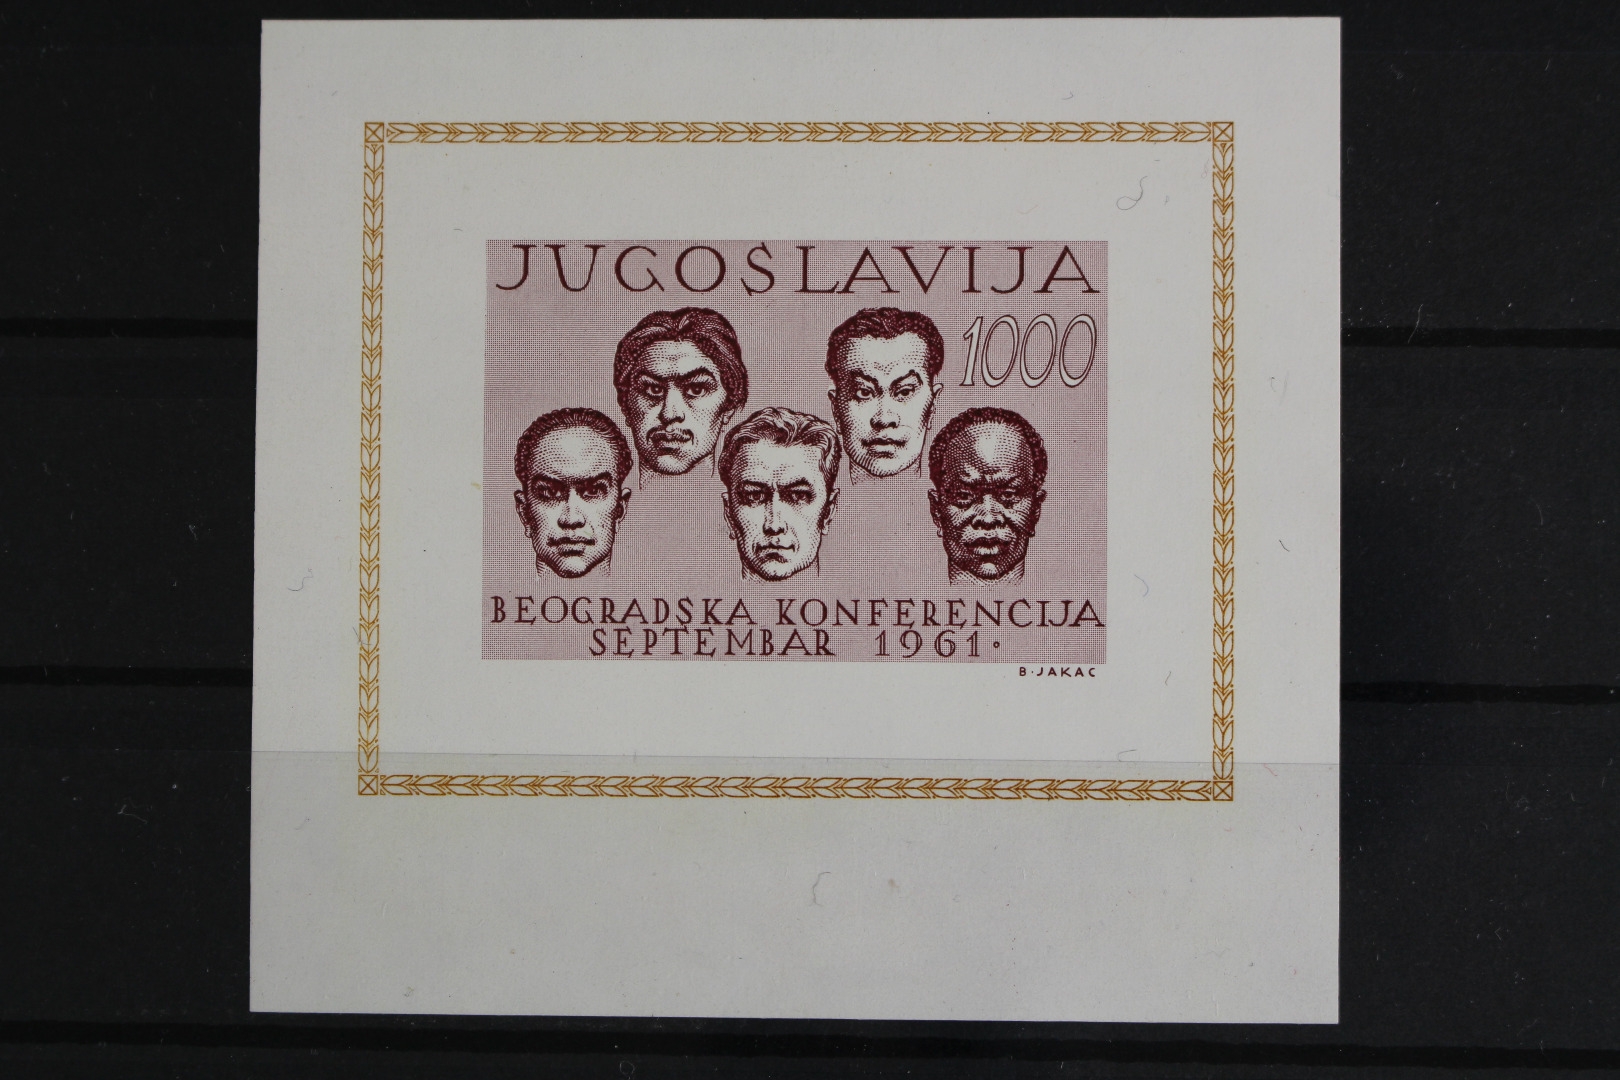 JUGOSLAVIJA
1000
BEOGRADSKA KONFERENCIJA
SEPTEMBAR 1961.
B. JAKAC